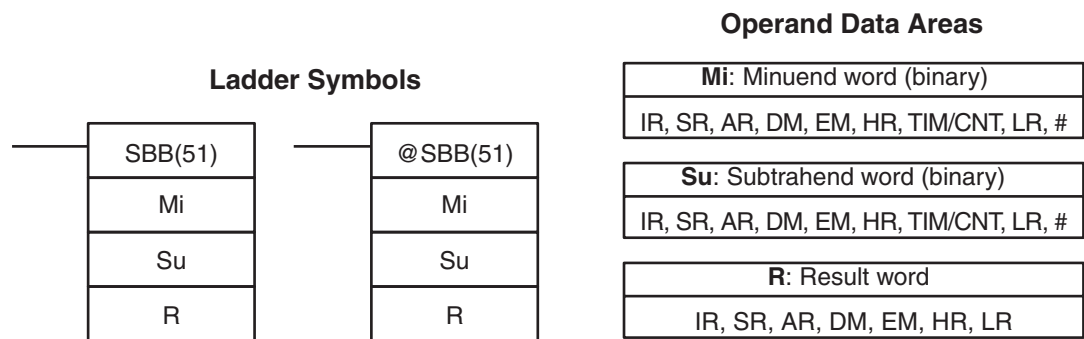 Ladder Symbols
SBB(51)
Mi
Su
R
@SBB(51)
Mi
Su
R
Operand Data Areas
Mi: Minuend word (binary)
IR, SR, AR, DM, EM, HR, TIM/CNT, LR, #
Su: Subtrahend word (binary)
IR, SR, AR, DM, EM, HR, TIM/CNT, LR, #
R: Result word
IR, SR, AR, DM, EM, HR, LR